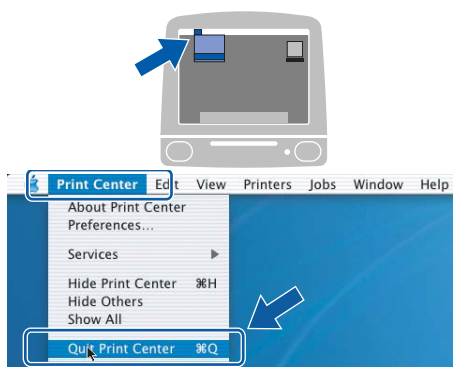 Print Center Edit View Printers Jobs Window Help
About Print Center
Preferences...
Services
Hide Print Center ⌘H
Hide Others
Show All
Quit Print Center ⌘Q